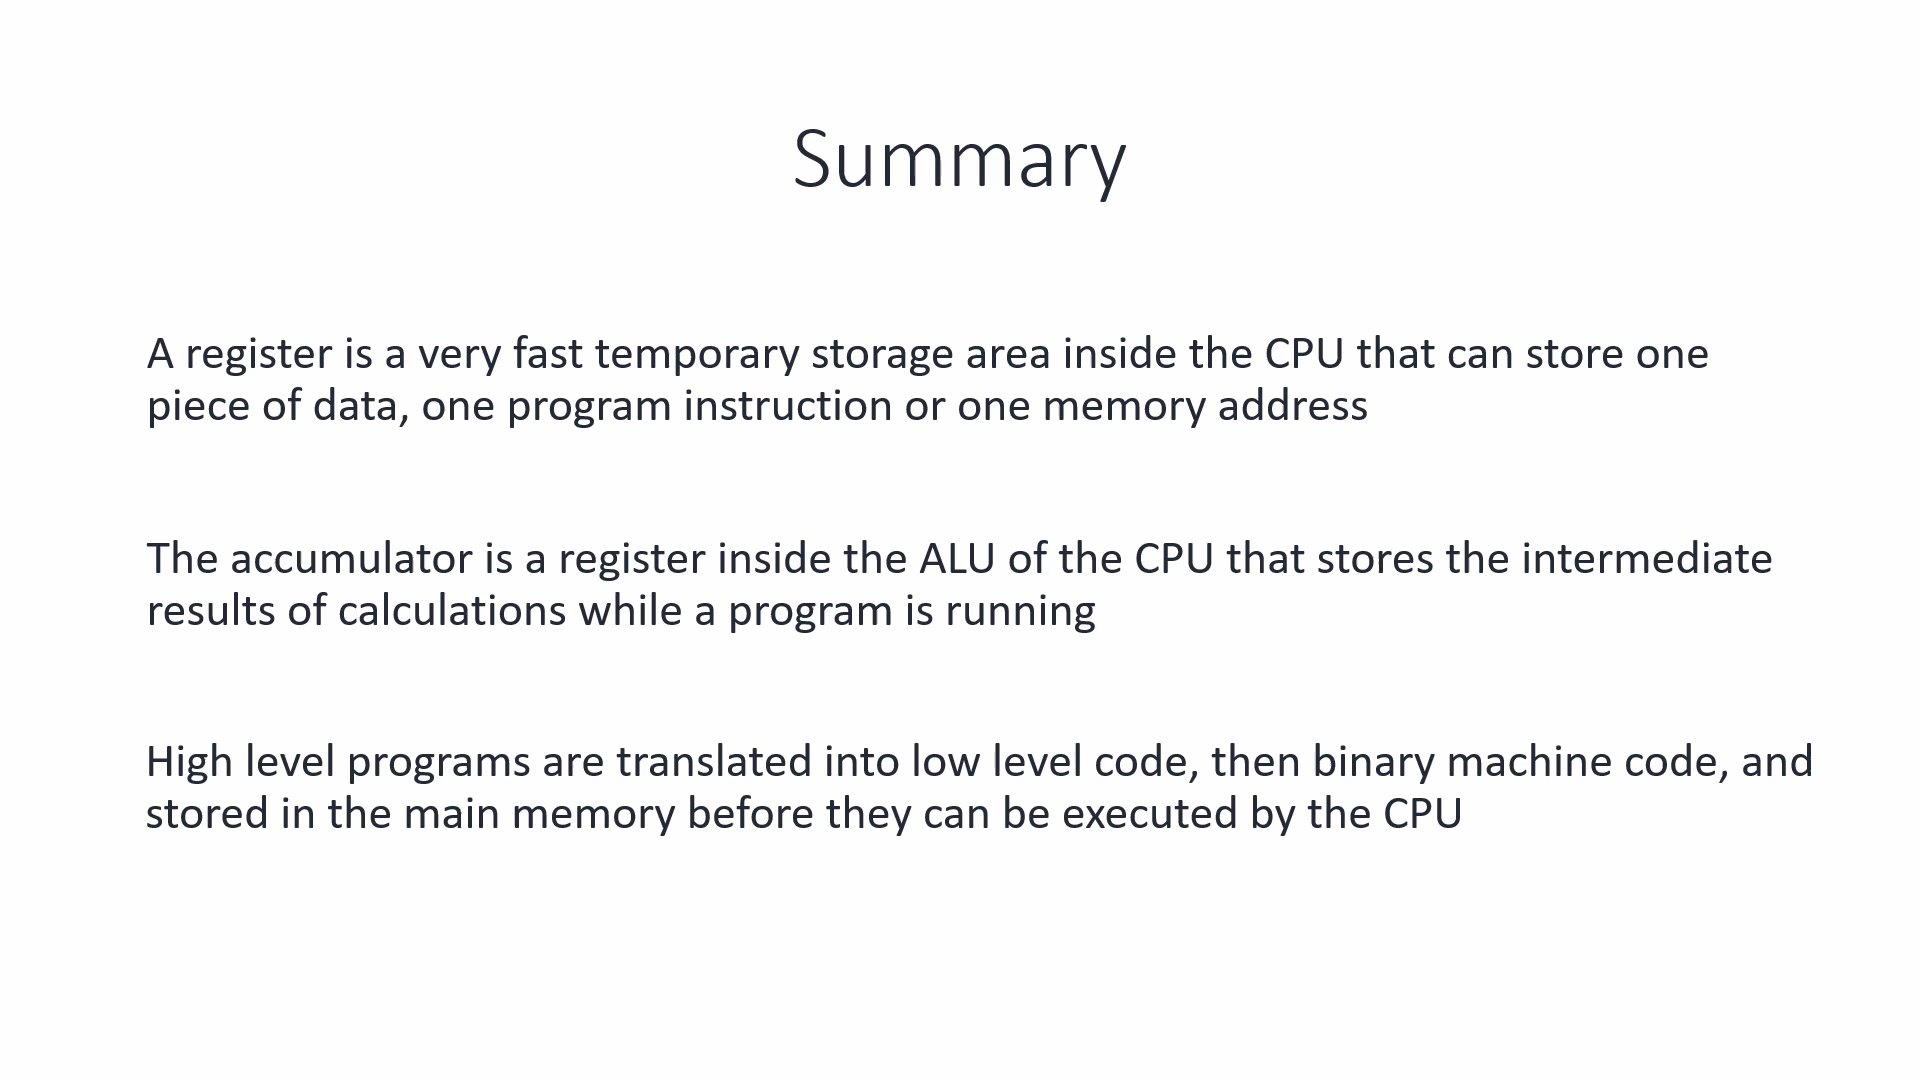 Summary
A register is a very fast temporary storage area inside the CPU that can store one
piece of data, one program instruction or one memory address
The accumulator is a register inside the ALU of the CPU that stores the intermediate
results of calculations while a program is running
High level programs are translated into low level code, then binary machine code, and
stored in the main memory before they can be executed by the CPU